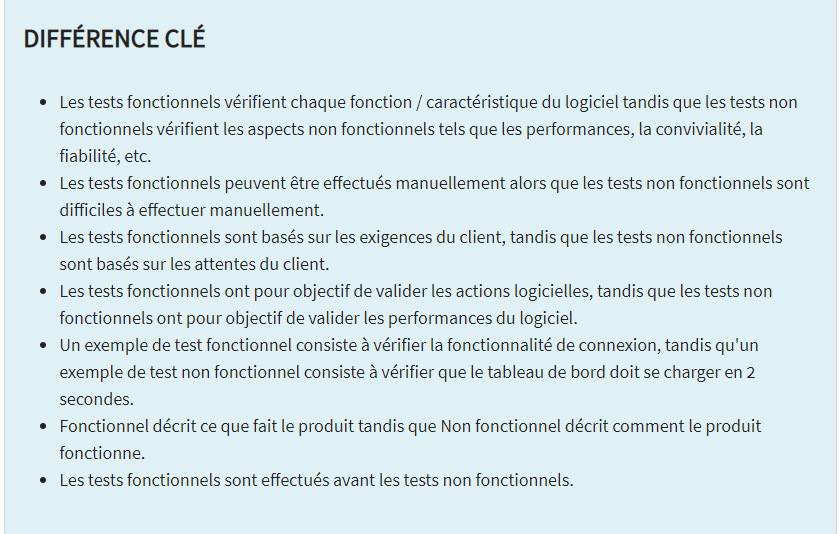 DIFFÉRENCE CLÉ
• Les tests fonctionnels vérifient chaque fonction / caractéristique du logiciel tandis que les tests non
fonctionnels vérifient les aspects non fonctionnels tels que les performances, la convivialité, la
fiabilité, etc.
• Les tests fonctionnels peuvent être effectués manuellement alors que les tests non fonctionnels sont
difficiles à effectuer manuellement.
• Les tests fonctionnels sont basés sur les exigences du client, tandis que les tests non fonctionnels
sont basés sur les attentes du client.
• Les tests fonctionnels ont pour objectif de valider les actions logicielles, tandis que les tests non
fonctionnels ont pour objectif de valider les performances du logiciel.
• Un exemple de test fonctionnel consiste à vérifier la fonctionnalité de connexion, tandis qu'un
exemple de test non fonctionnel consiste à vérifier que le tableau de bord doit se charger en 2
secondes.
• Fonctionnel décrit ce que fait le produit tandis que Non fonctionnel décrit comment le produit
fonctionne.
• Les tests fonctionnels sont effectués avant les tests non fonctionnels.